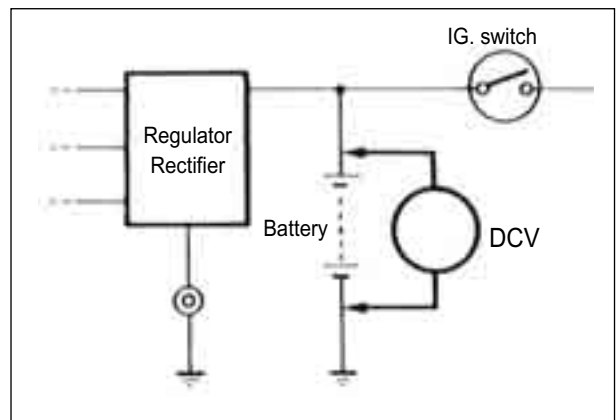 IG. switch
Regulator
Rectifier
Battery
DCV